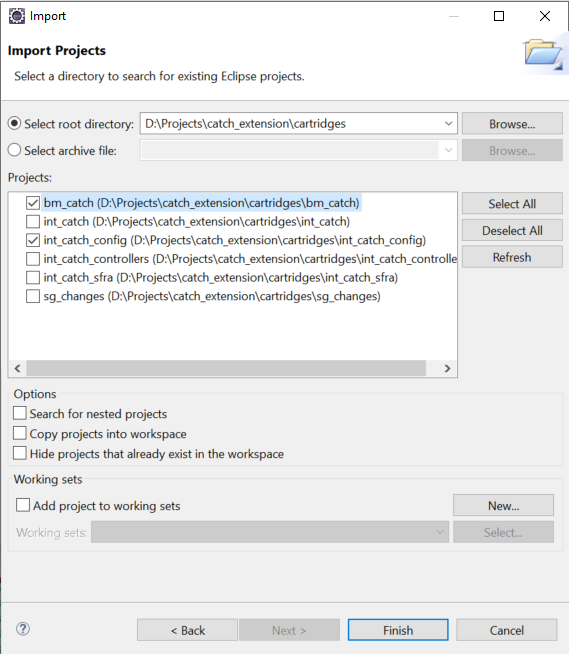 Import
Import Projects
Select a directory to search for existing Eclipse projects.
Select root directory: D:\Projects\catch_extension\cartridges Browse...
Select archive file: Browse...
Projects:
bm_catch (D:\Projects\catch_extension\cartridges\bm_catch)
int_catch (D:\Projects\catch_extension\cartridges\int_catch)
int_catch_config (D:\Projects\catch_extension\cartridges\int_catch_config)
int_catch_controllers (D:\Projects\catch_extension\cartridges\int_catch_controlle
int_catch_sfra (D:\Projects\catch_extension\cartridges\int_catch_sfra)
sg_changes (D:\Projects\catch_extension\cartridges\sg_changes)
Select All
Deselect All
Refresh
Options
Search for nested projects
Copy projects into workspace
Hide projects that already exist in the workspace
Working sets
Add project to working sets New...
Working sets: Select...
? < Back Next > Finish Cancel